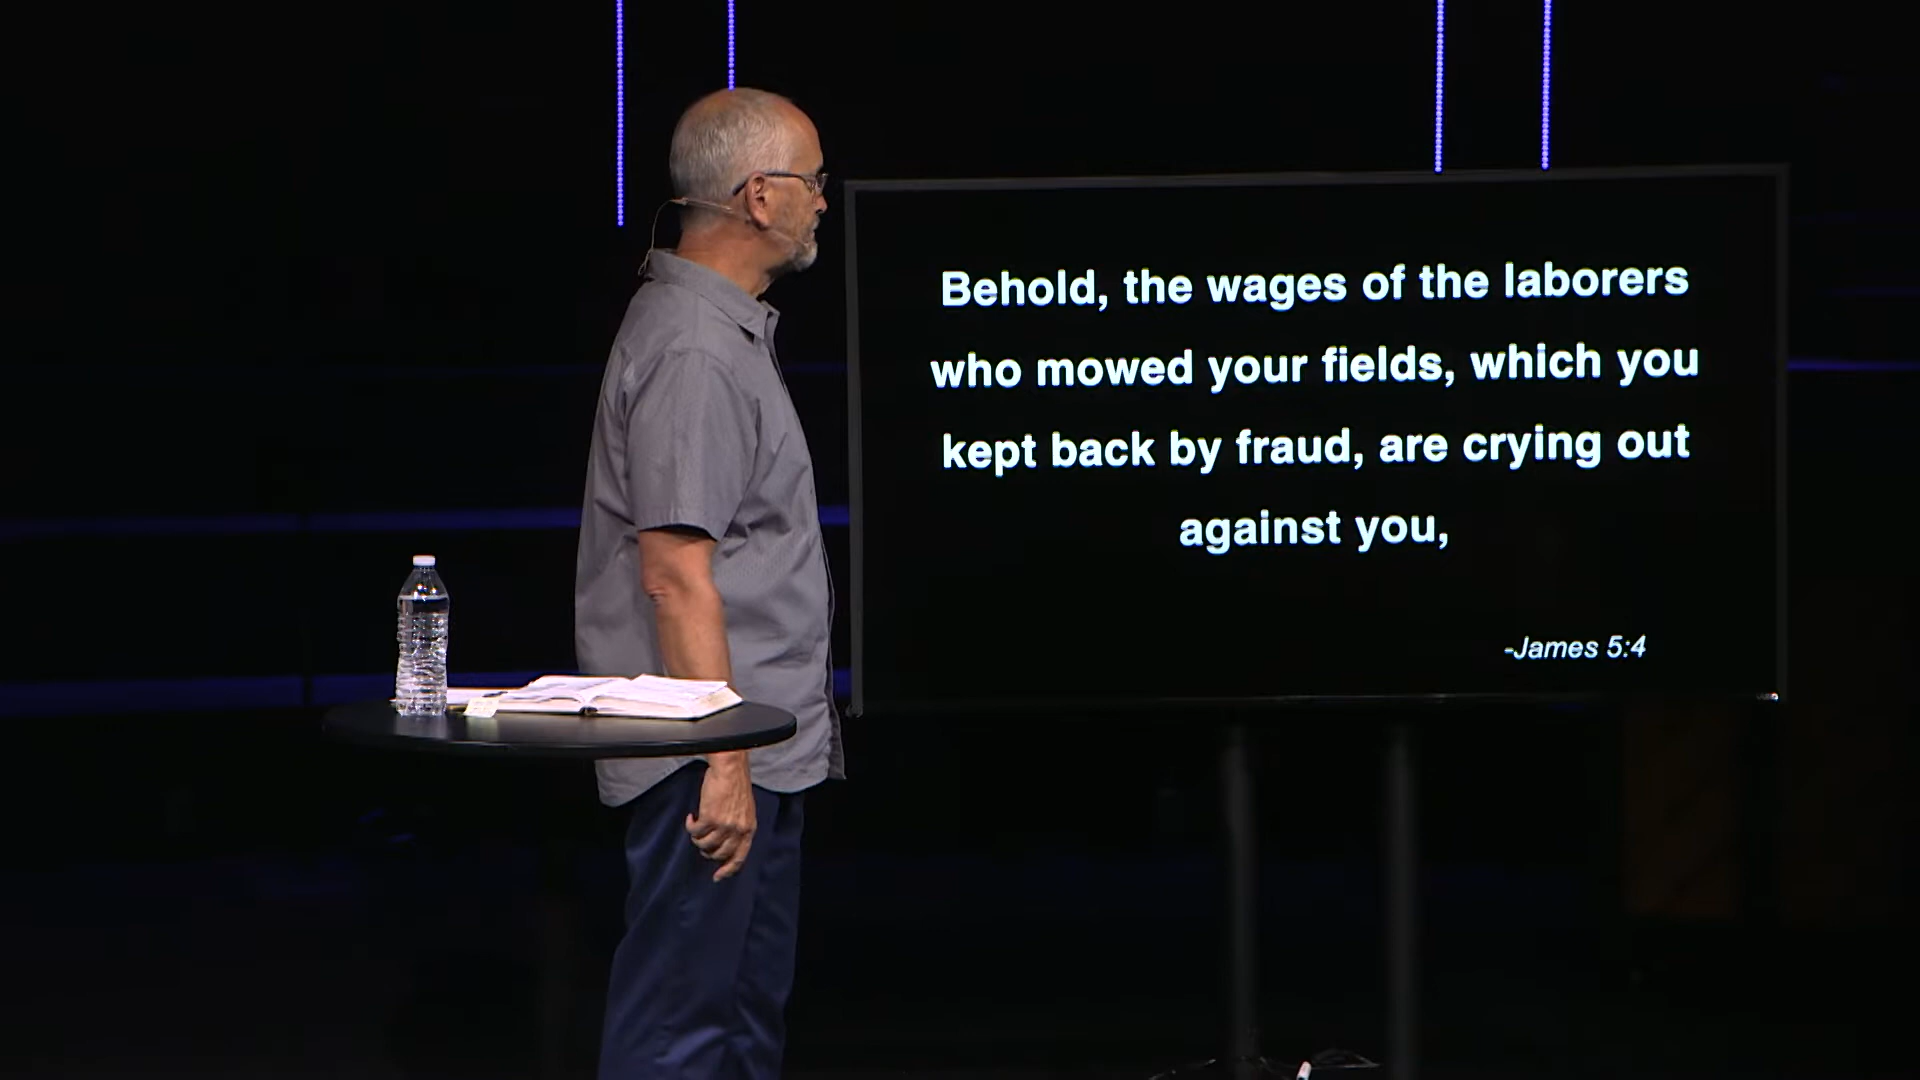 Behold, the wages of the laborers
who mowed your fields, which you
kept back by fraud, are crying out
against you,
-James 5:4